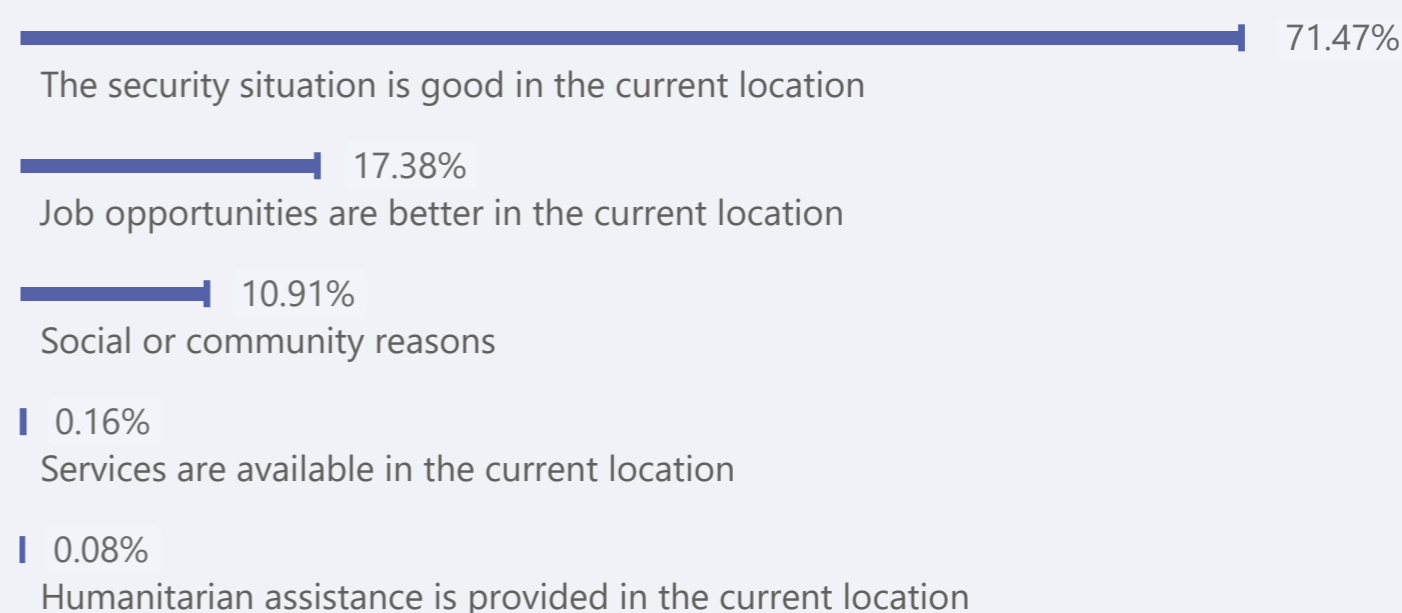 71.47%
The security situation is good in the current location
17.38%
Job opportunities are better in the current location
10.91%
Social or community reasons
0.16%
Services are available in the current location
0.08%
Humanitarian assistance is provided in the current location